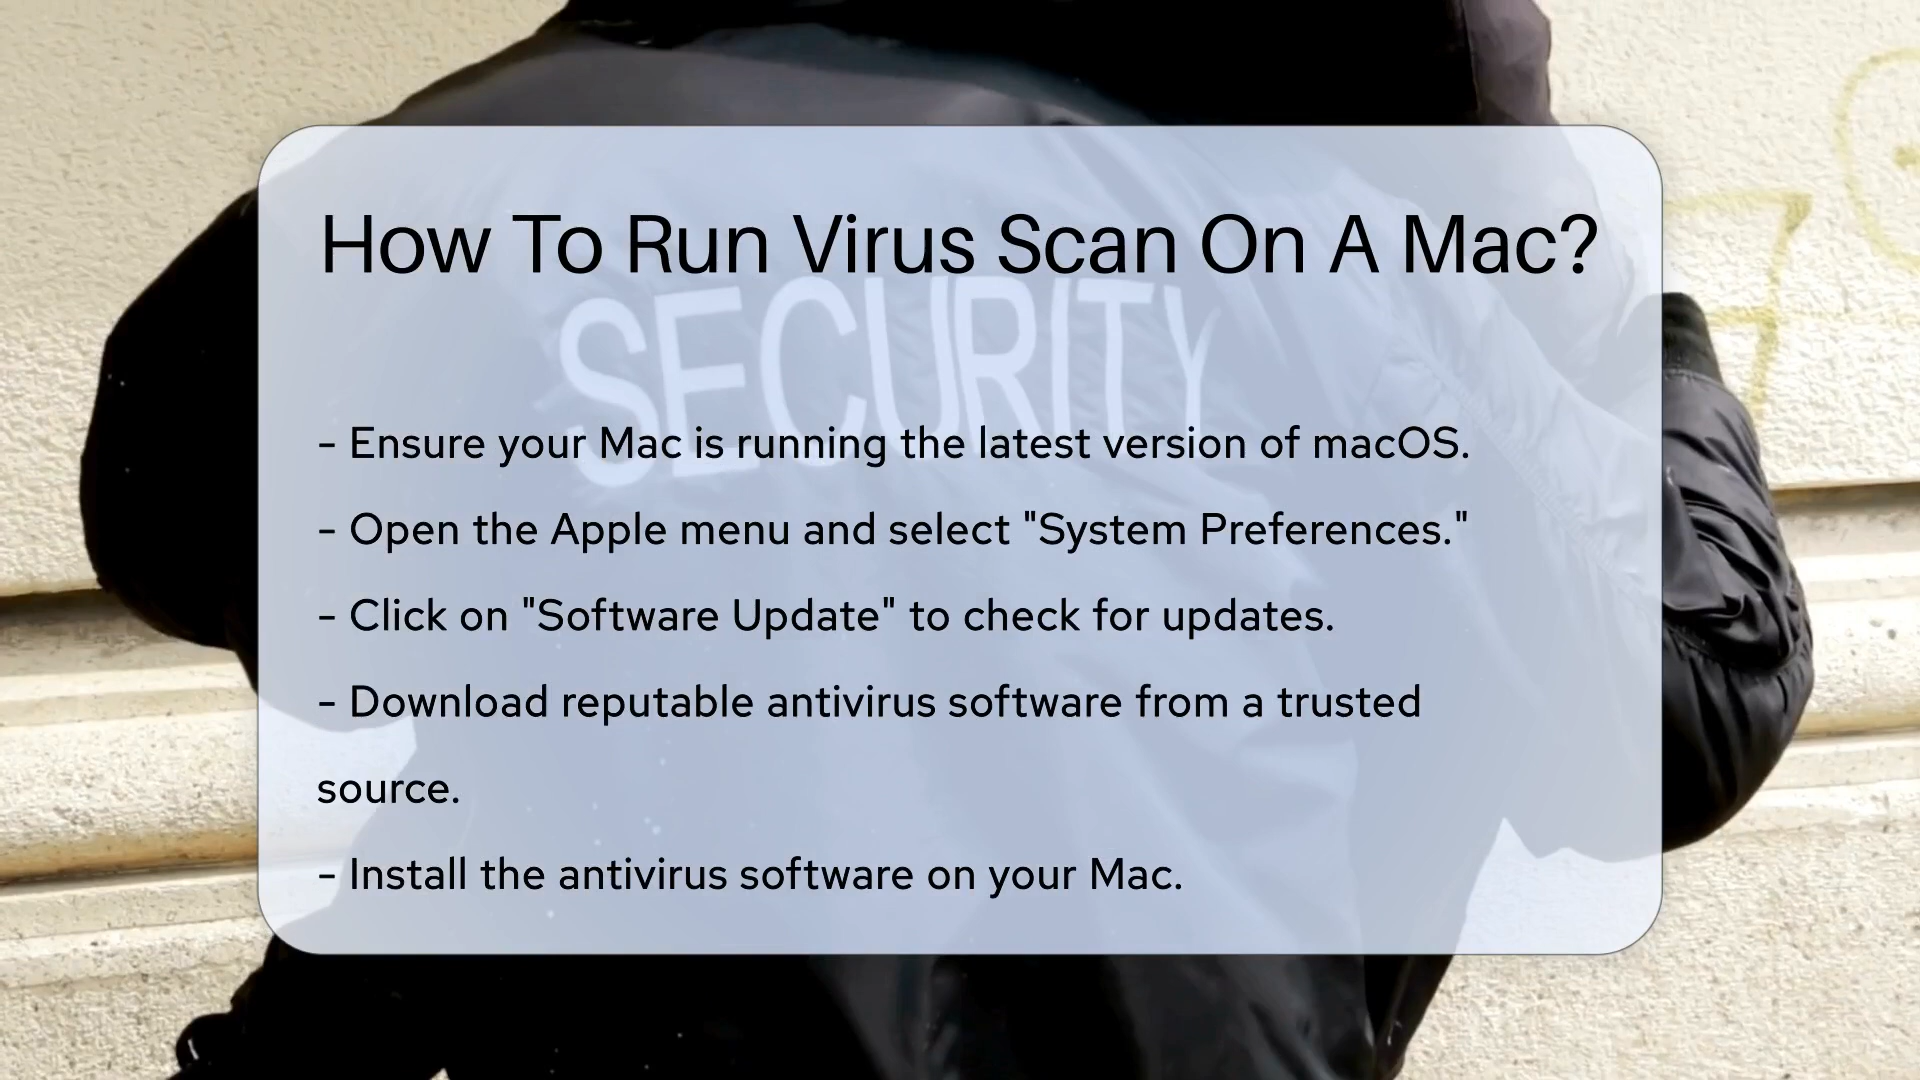 How To Run Virus Scan On A Mac?
SECURITY
- Ensure your Mac is running the latest version of macOS.
- Open the Apple menu and select "System Preferences."
- Click on "Software Update" to check for updates.
- Download reputable antivirus software from a trusted
source.
- Install the antivirus software on your Mac.